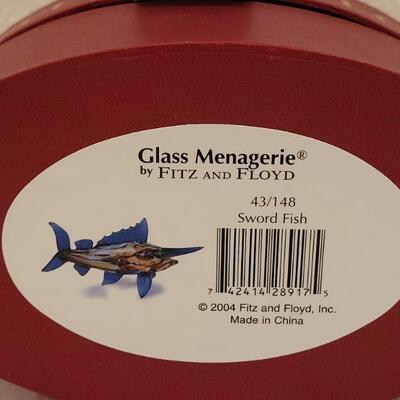 Glass Menagerie®
by FITZ AND FLOYD
43/148
Sword Fish
7 42414 28917 5
© 2004 Fitz and Floyd, Inc.
Made in China